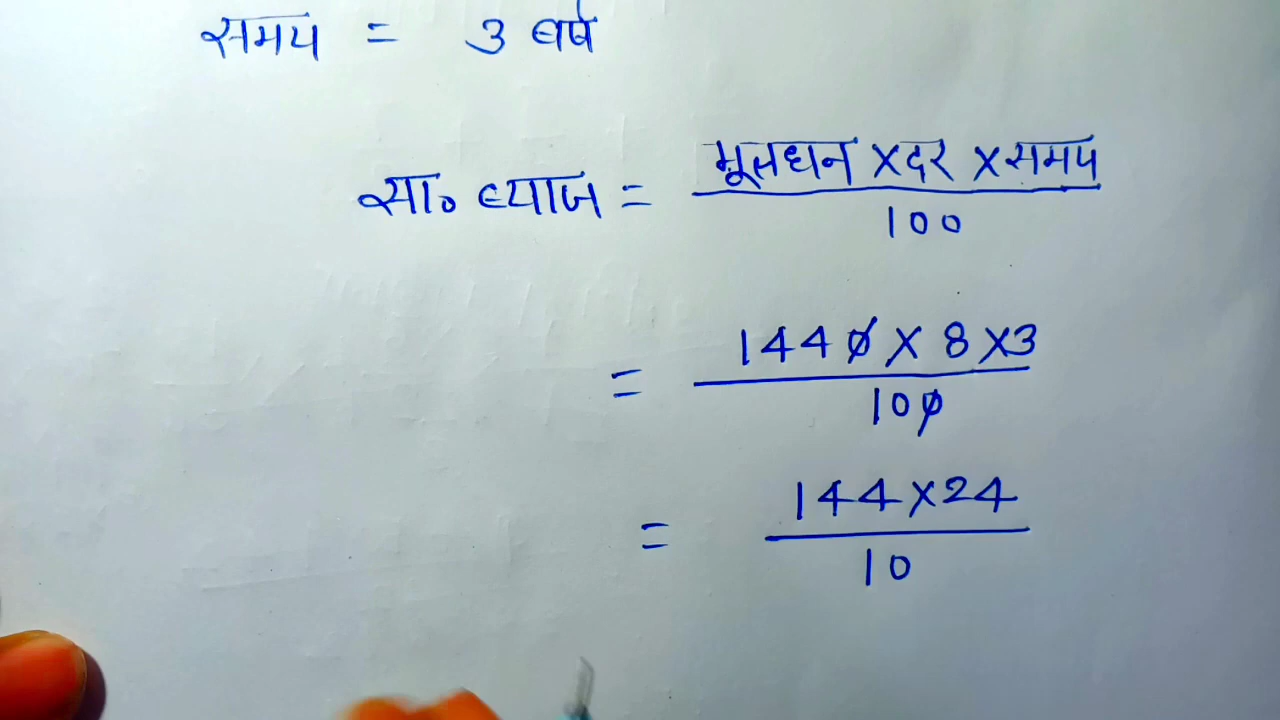 समय = 3 वर्ष
सा० ब्याज = मूलधन ×दर ×समय
100
= 1440 × 8 ×3
100
= 144×24
10